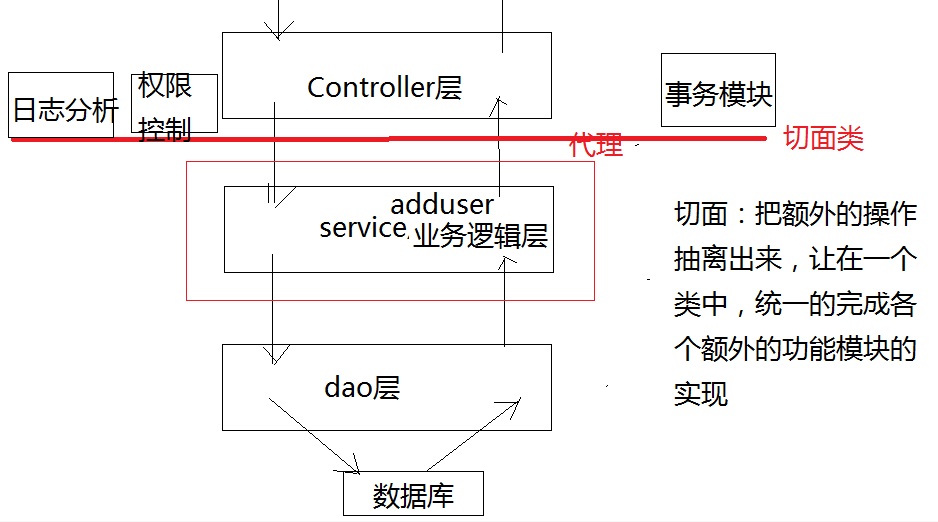 Controller层
日志分析
权限
控制
事务模块
代理
切面类
adduser
service
业务逻辑层
切面：把额外的操作
抽离出来，让在一个
类中，统一的完成各
个额外的功能模块的
实现
dao层
数据库